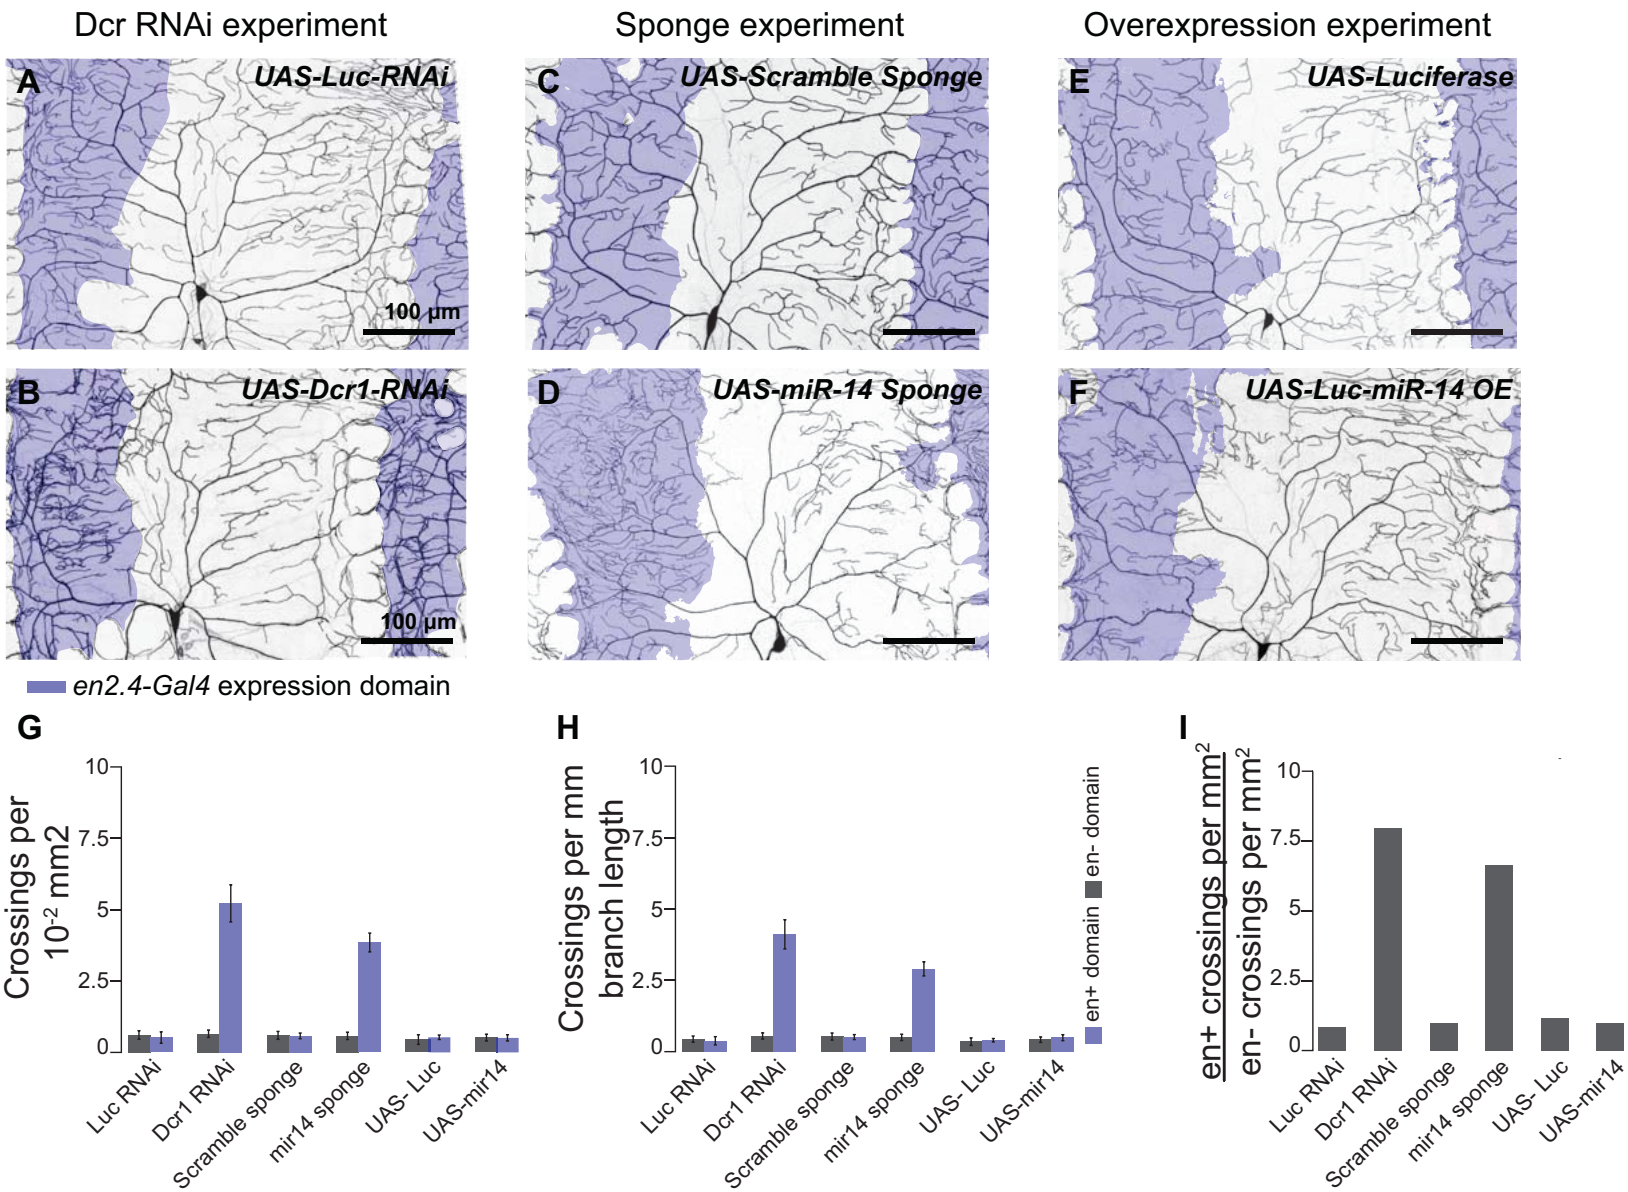 Dcr RNAi experiment
Sponge experiment
Overexpression experiment
A
UAS-Luc-RNAi
100 µm
C
UAS-Scramble Sponge
E
UAS-Luciferase
B
UAS-Dcr1-RNAi
100 µm
D
UAS-miR-14 Sponge
F
UAS-Luc-miR-14 OE
en2.4-Gal4 expression domain
G
Crossings per
10-2 mm2
10
7.5
5
2.5
0
Luc RNAi
Dcr1 RNAi
Scramble sponge
mir14 sponge
UAS- Luc
UAS-mir14
H
Crossings per mm
branch length
10
7.5
5
2.5
0
Luc RNAi
Dcr1 RNAi
Scramble sponge
mir14 sponge
UAS- Luc
UAS-mir14
en+ domain
en- domain
I
en+ crossings per mm2
en- crossings per mm2
10
7.5
5
2.5
0
Luc RNAi
Dcr1 RNAi
Scramble sponge
mir14 sponge
UAS- Luc
UAS-mir14